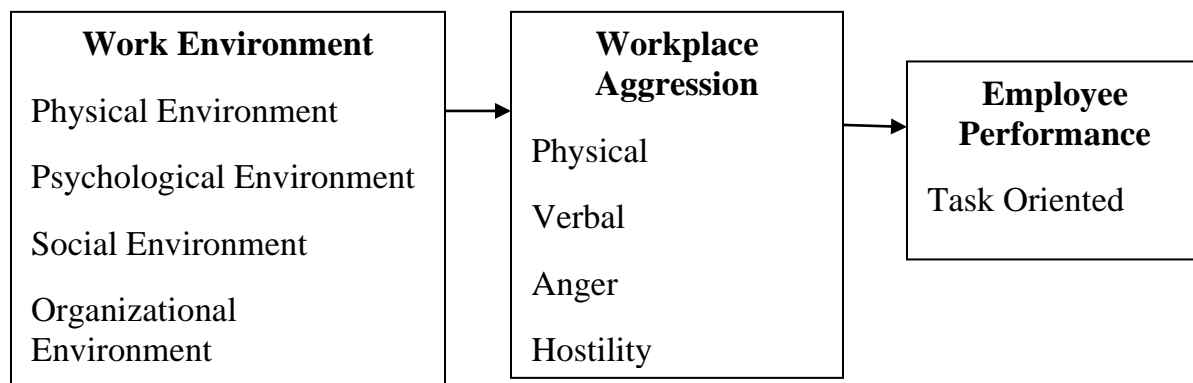 Work Environment
Physical Environment
Psychological Environment
Social Environment
Organizational
Environment
Workplace
Aggression
Physical
Verbal
Anger
Hostility
Employee
Performance
Task Oriented